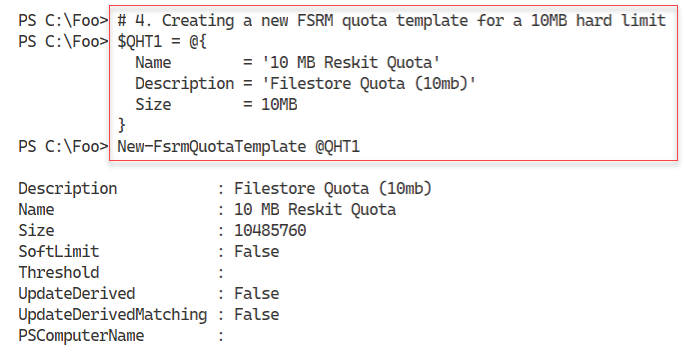 PS C:\Foo> # 4. Creating a new FSRM quota template for a 10MB hard limit
PS C:\Foo> $QHT1 = @{
  Name        = '10 MB Reskit Quota'
  Description = 'Filestore Quota (10mb)'
  Size        = 10MB
}
PS C:\Foo> New-FsrmQuotaTemplate @QHT1
Description           : Filestore Quota (10mb)
Name                  : 10 MB Reskit Quota
Size                  : 10485760
SoftLimit             : False
Threshold             :
UpdateDerived         : False
UpdateDerivedMatching : False
PSComputerName        :